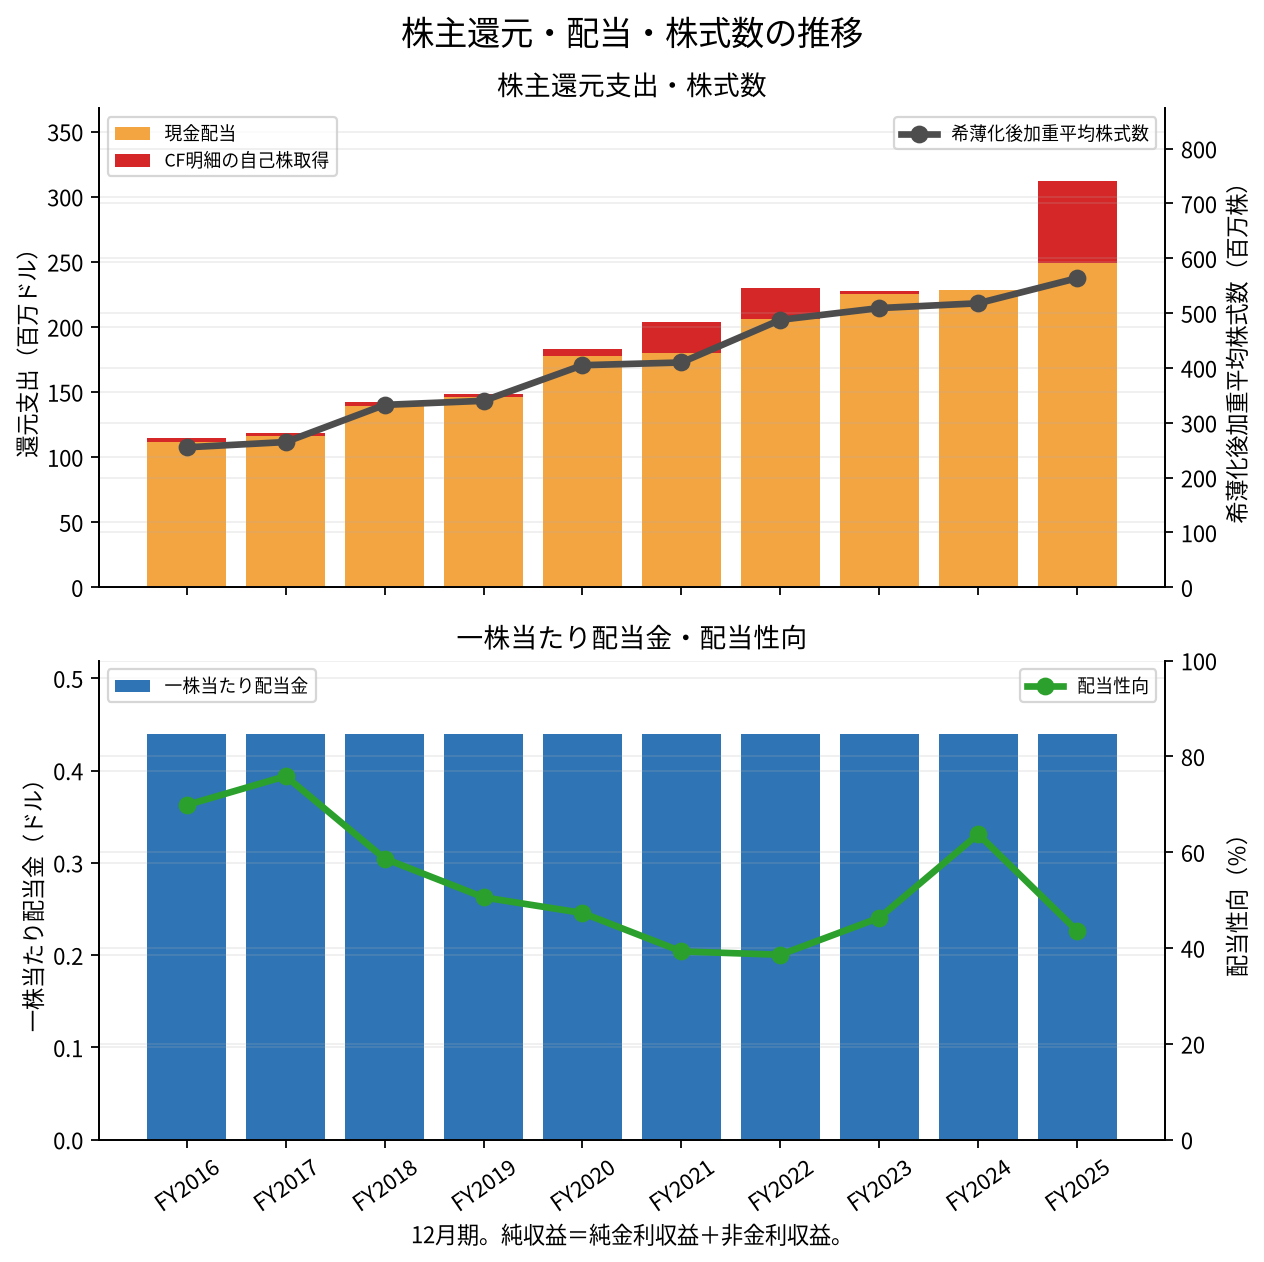 株主還元・配当・株式数の推移
株主還元支出・株式数
現金配当
CF明細の自己株取得
希薄化後加重平均株式数
還元支出（百万ドル）
350
300
250
200
150
100
50
0
800
700
600
500
400
300
200
100
0
希薄化後加重平均株式数（百万株）
一株当たり配当金・配当性向
一株当たり配当金
配当性向
一株当たり配当金（ドル）
0.5
0.4
0.3
0.2
0.1
0.0
100
80
60
40
20
0
配当性向（%）
FY2016
FY2017
FY2018
FY2019
FY2020
FY2021
FY2022
FY2023
FY2024
FY2025
12月期。純収益＝純金利収益＋非金利収益。